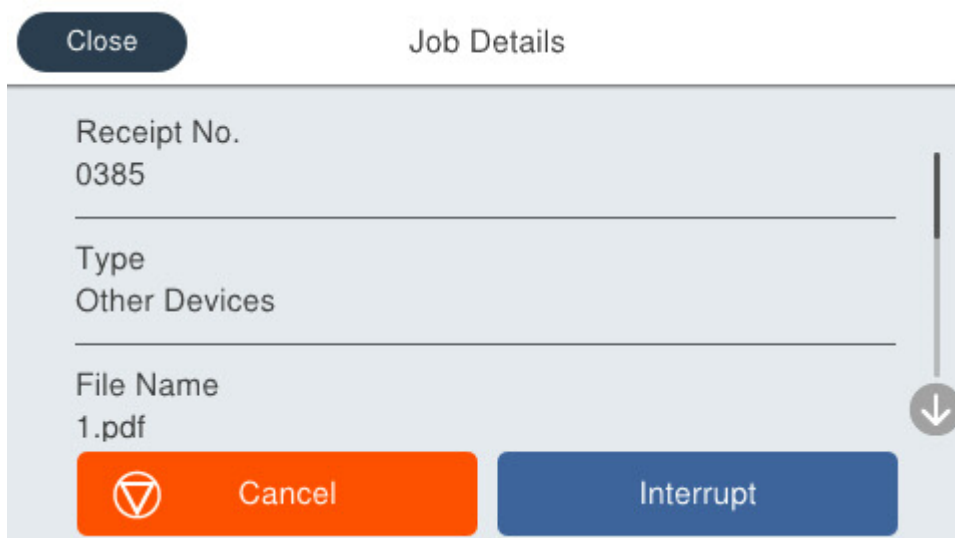 Close
Job Details
Receipt No.
0385
Type
Other Devices
File Name
1.pdf
Cancel
Interrupt